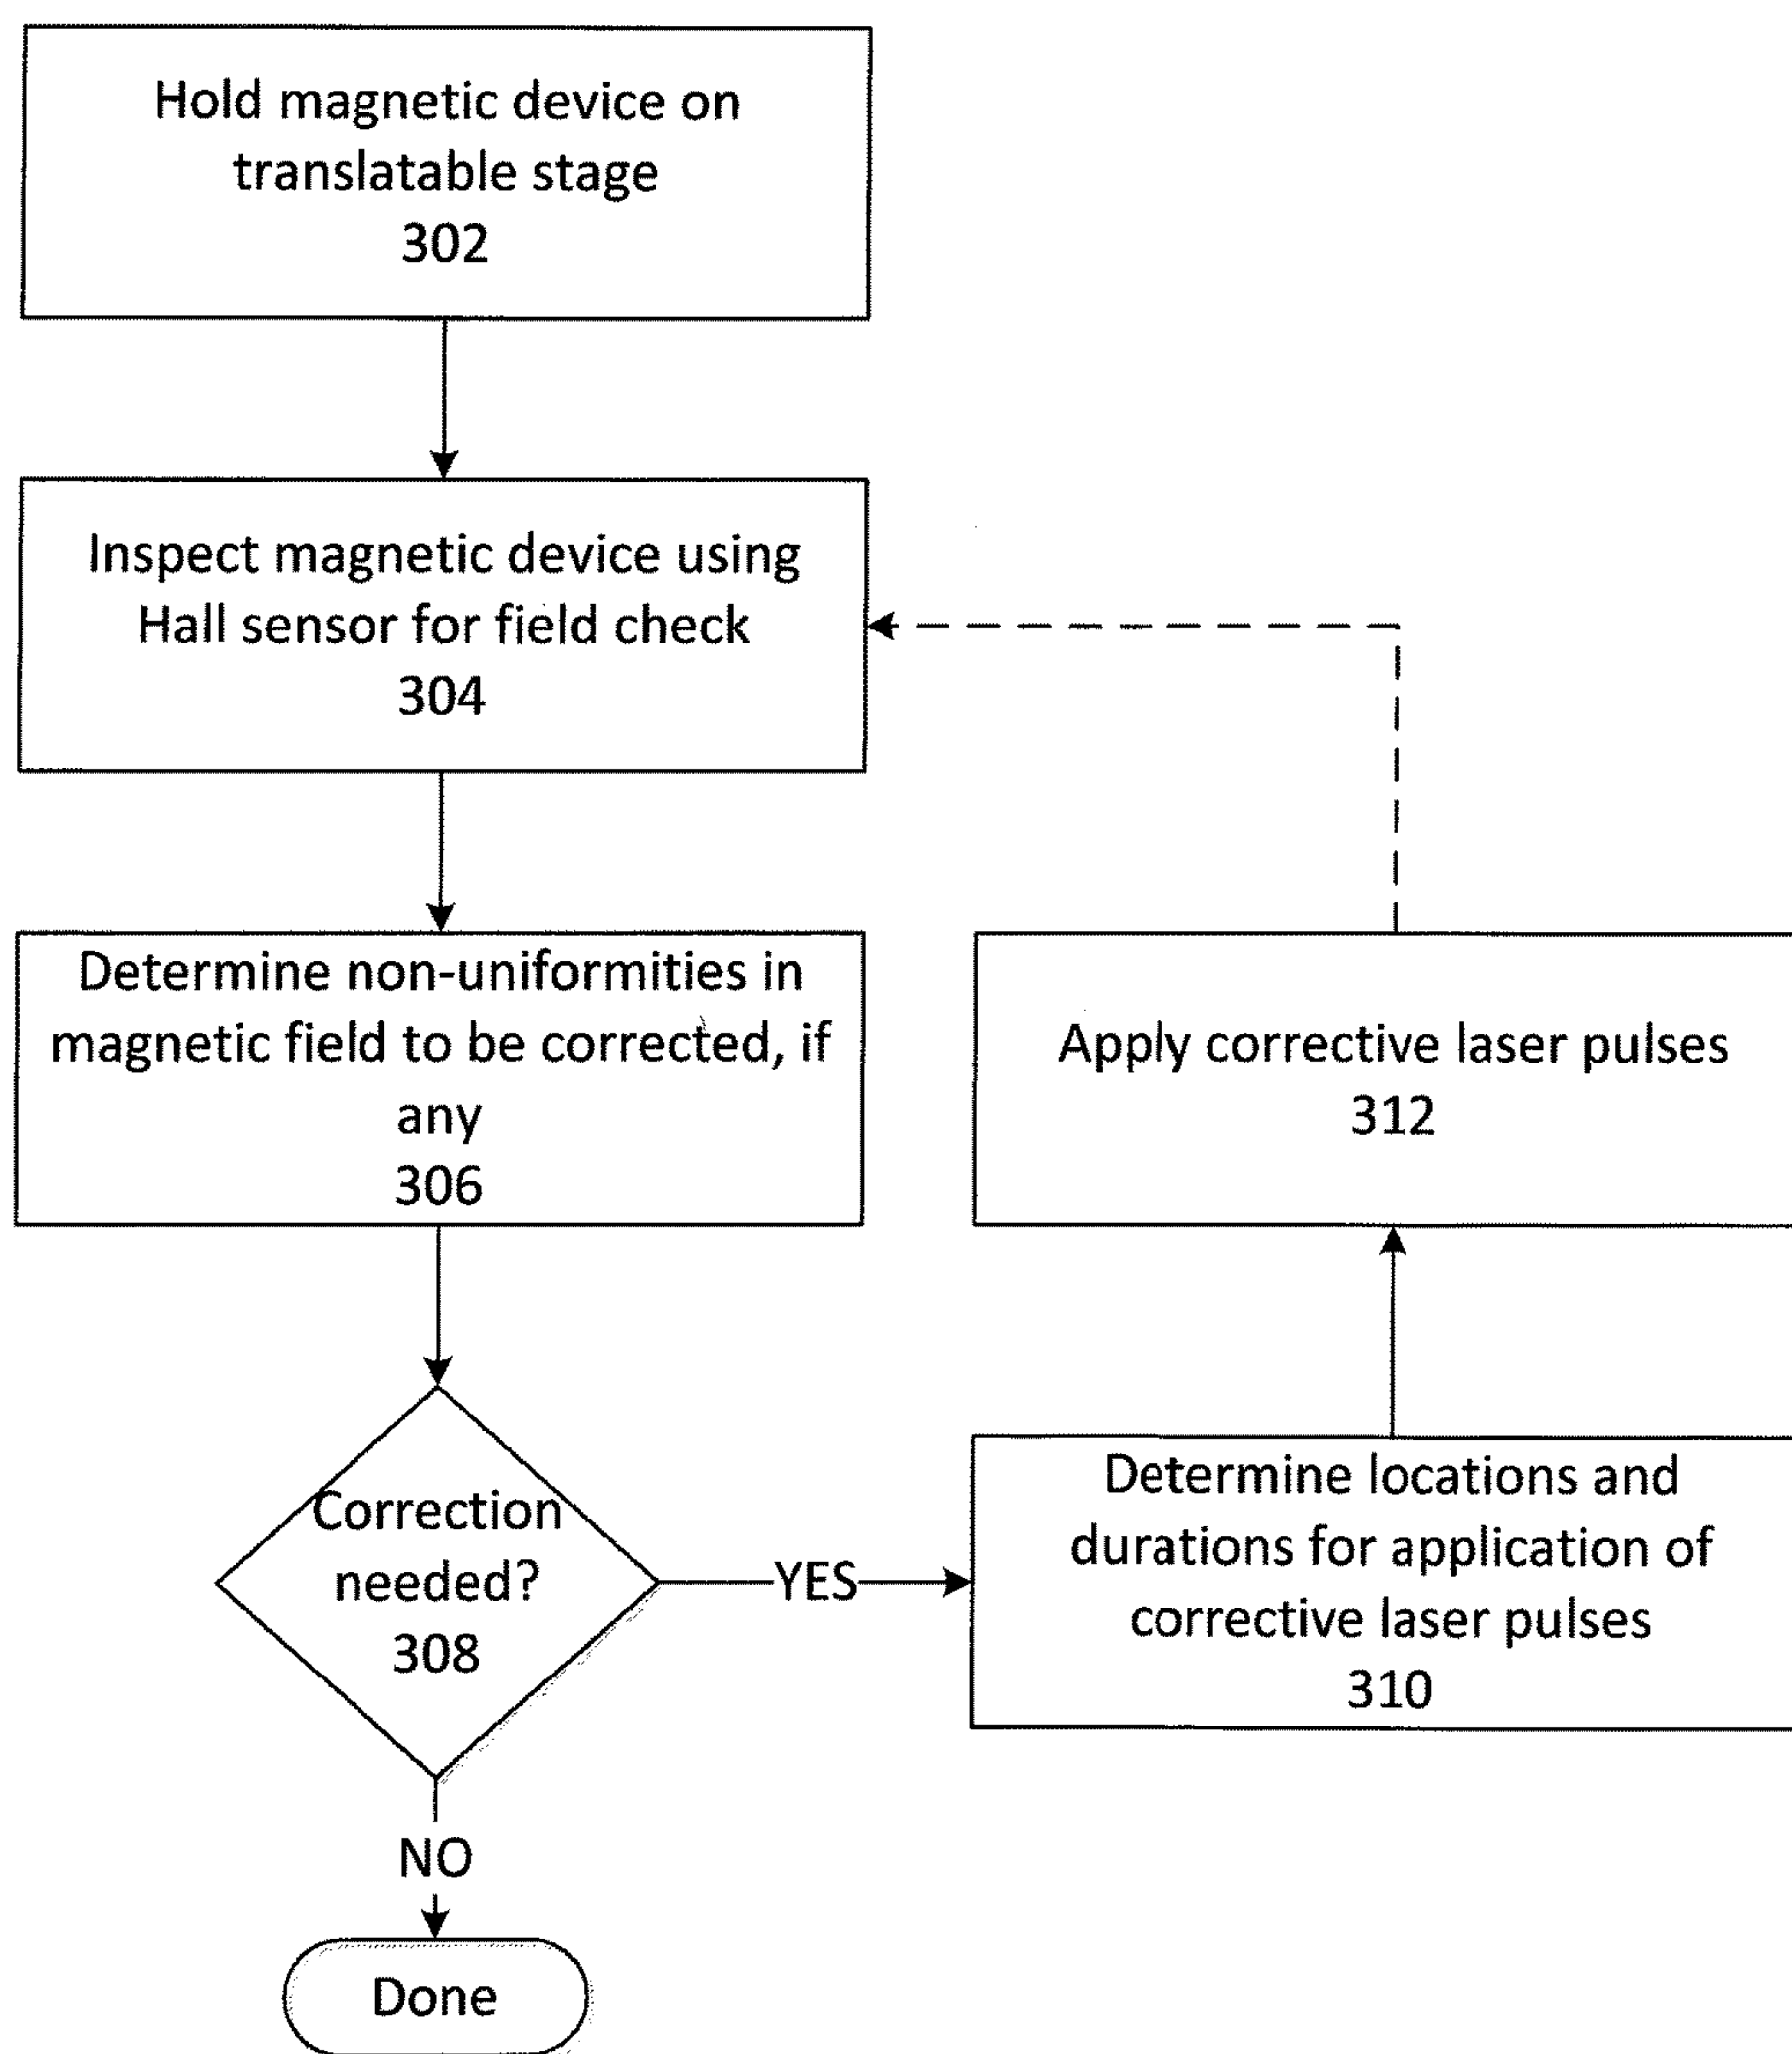 Hold magnetic device on
translatable stage
302
Inspect magnetic device using
Hall sensor for field check
304
Determine non-uniformities in
magnetic field to be corrected, if
any
306
Correction
needed?
308
YES
Determine locations and
durations for application of
corrective laser pulses
310
Apply corrective laser pulses
312
NO
Done